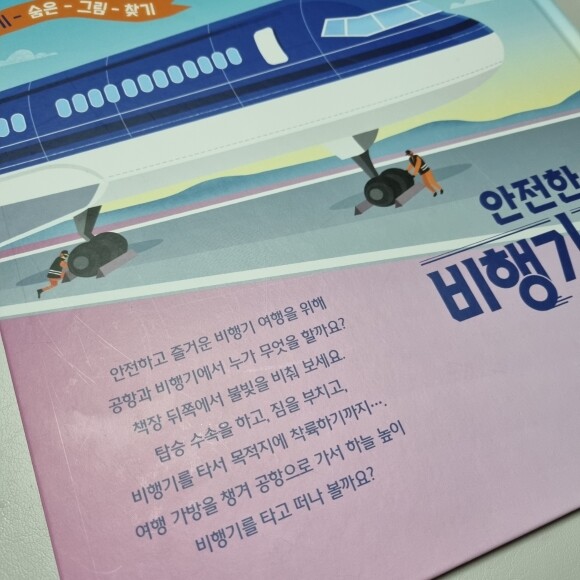 숨은-그림-찾기
안전한
비행기
안전하고 즐거운 비행기 여행을 위해
공항과 비행기에서 누가 무엇을 할까요?
책장 뒤쪽에서 불빛을 비춰 보세요.
탑승 수속을 하고, 짐을 부치고,
비행기를 타서 목적지에 착륙하기까지···.
여행 가방을 챙겨 공항으로 가서 하늘 높이
비행기를 타고 떠나 볼까요?